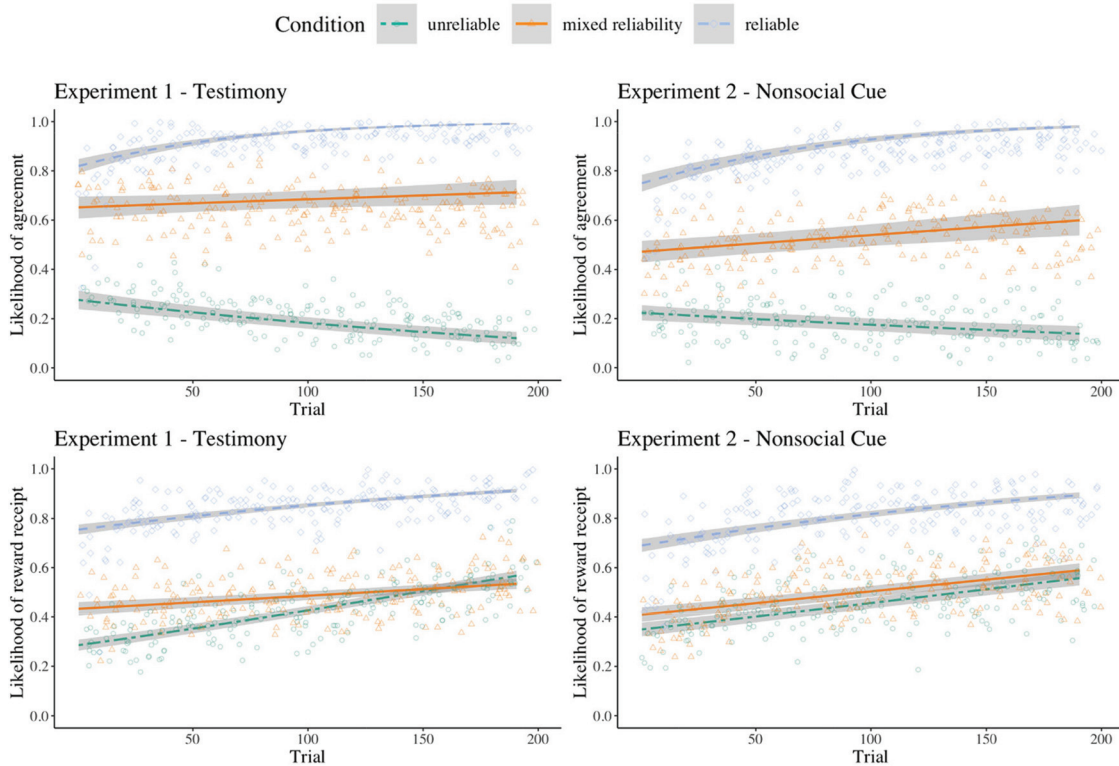 Condition unreliable mixed reliability reliable
Experiment 1 - Testimony
Likelihood of agreement
1.0
0.8
0.6
0.4
0.2
0.0
50 100 150 200
Trial
Experiment 2 - Nonsocial Cue
Likelihood of agreement
1.0
0.8
0.6
0.4
0.2
0.0
50 100 150 200
Trial
Experiment 1 - Testimony
Likelihood of reward receipt
1.0
0.8
0.6
0.4
0.2
0.0
50 100 150 200
Trial
Experiment 2 - Nonsocial Cue
Likelihood of reward receipt
1.0
0.8
0.6
0.4
0.2
0.0
50 100 150 200
Trial